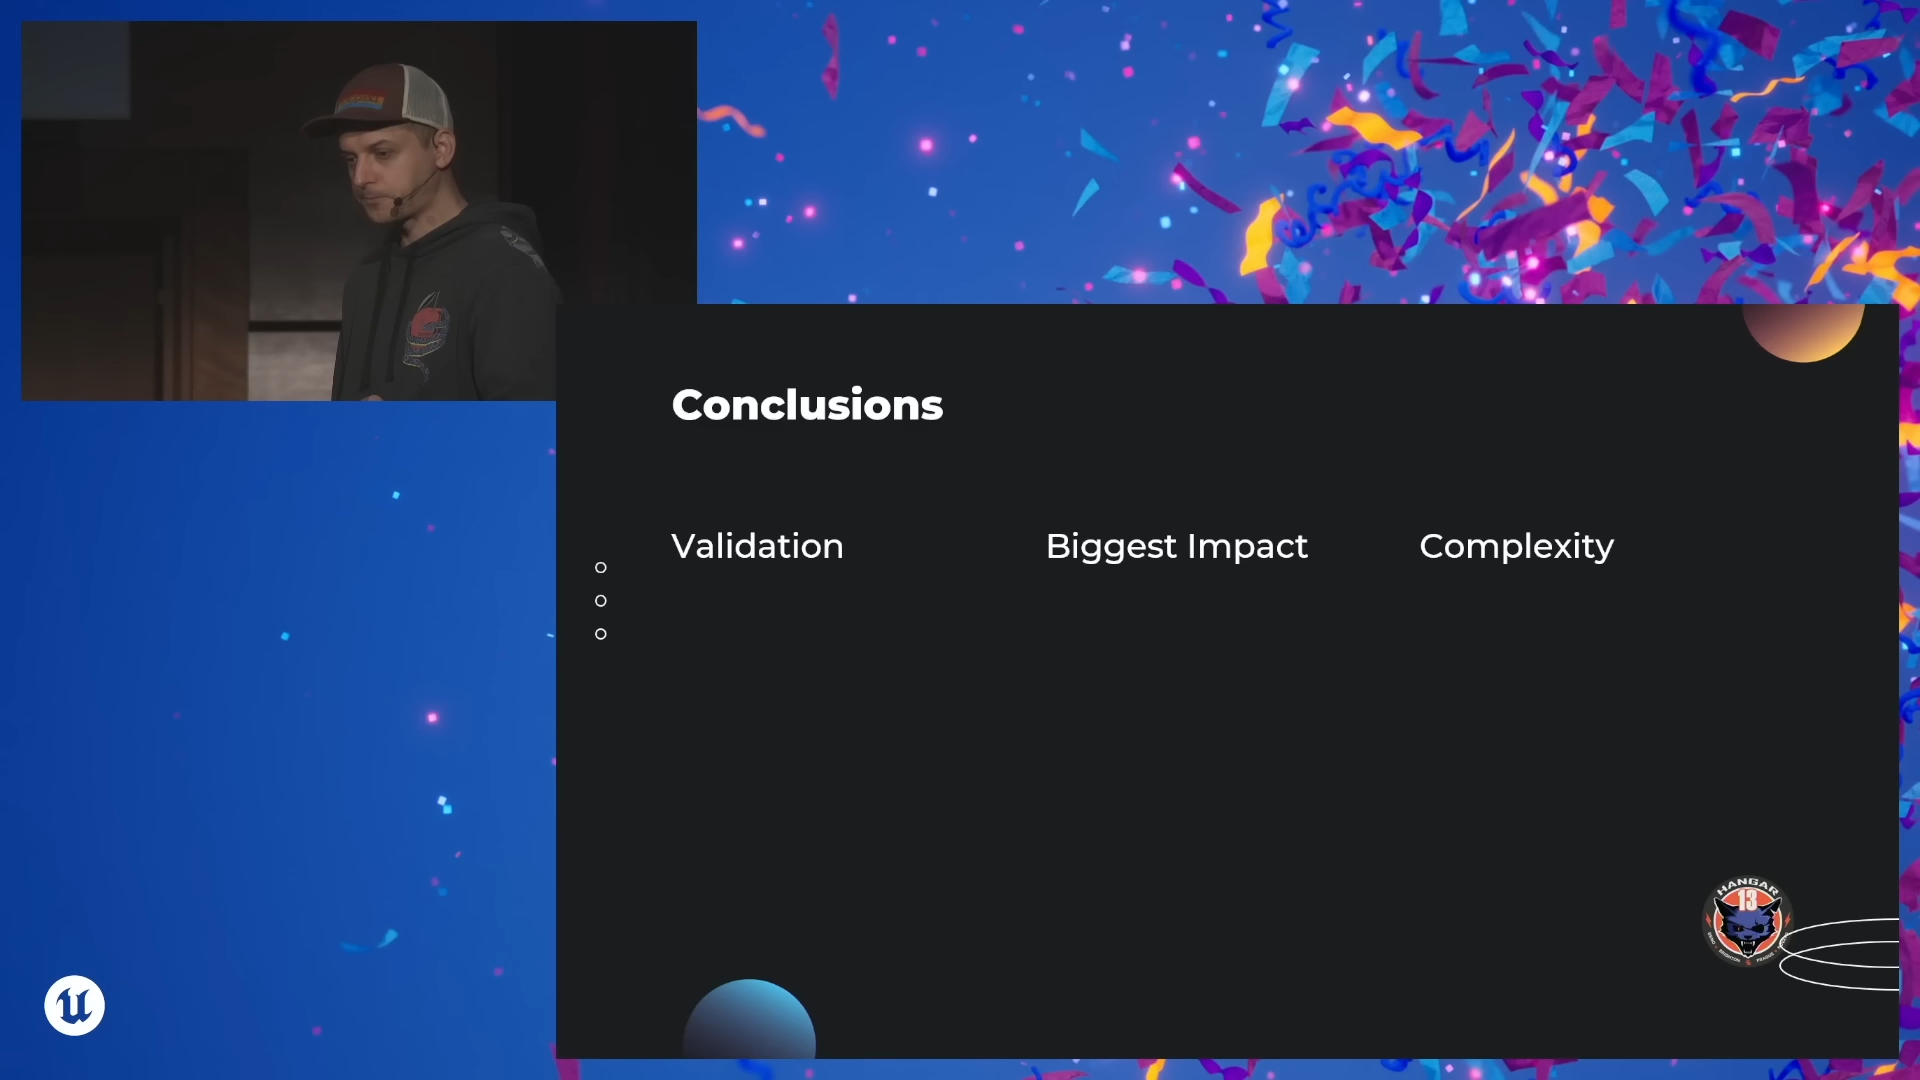 Conclusions
Validation
Biggest Impact
Complexity
HANGAR
13